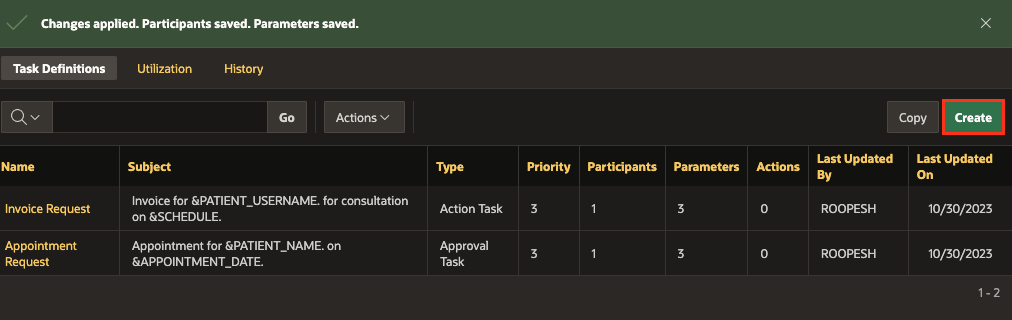 Changes applied. Participants saved. Parameters saved.
Task Definitions Utilization History
Go Actions Copy Create
Name Subject Type Priority Participants Parameters Actions Last Updated By Last Updated On
Invoice Request Invoice for &PATIENT_USERNAME. for consultation on &SCHEDULE. Action Task 3 1 3 0 ROOPESH 10/30/2023
Appointment Request Appointment for &PATIENT_NAME. on &APPOINTMENT_DATE. Approval Task 3 1 3 0 ROOPESH 10/30/2023
1 - 2